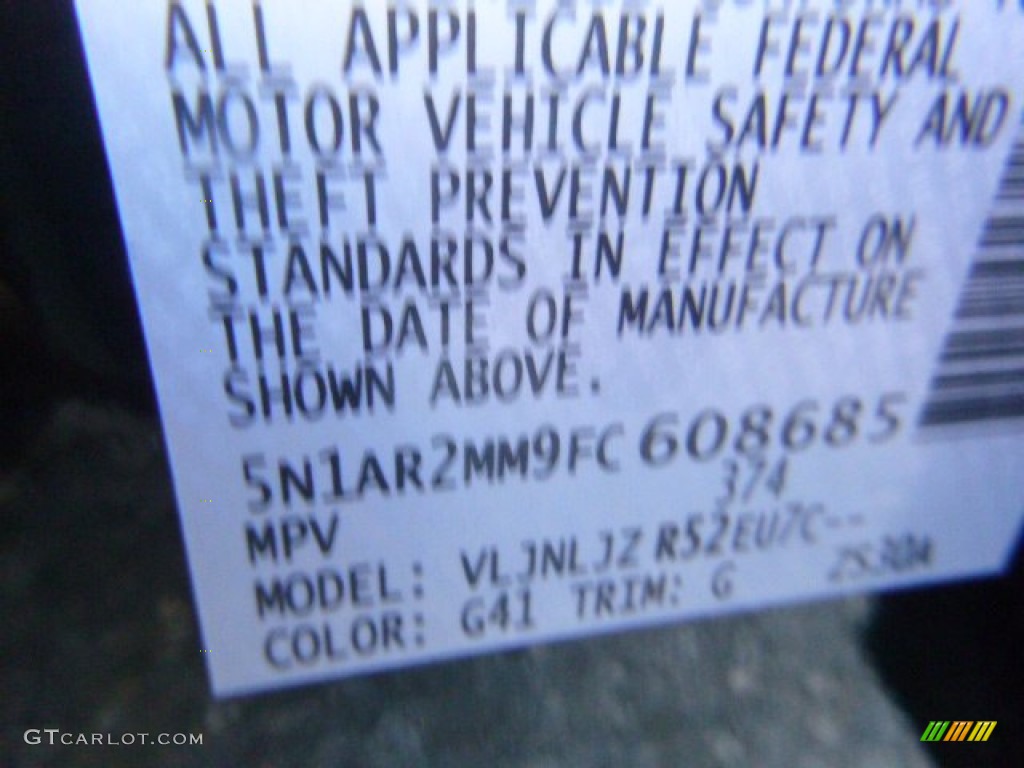 ALL APPLICABLE FEDERAL
MOTOR VEHICLE SAFETY AND
THEFT PREVENTION
STANDARDS IN EFFECT ON
THE DATE OF MANUFACTURE
SHOWN ABOVE.
5N1AR2MM9FC608685
374
MPV
MODEL: VLJNLJZ R52EU7C--
COLOR: G41 TRIM: G
GTCARLOT.COM